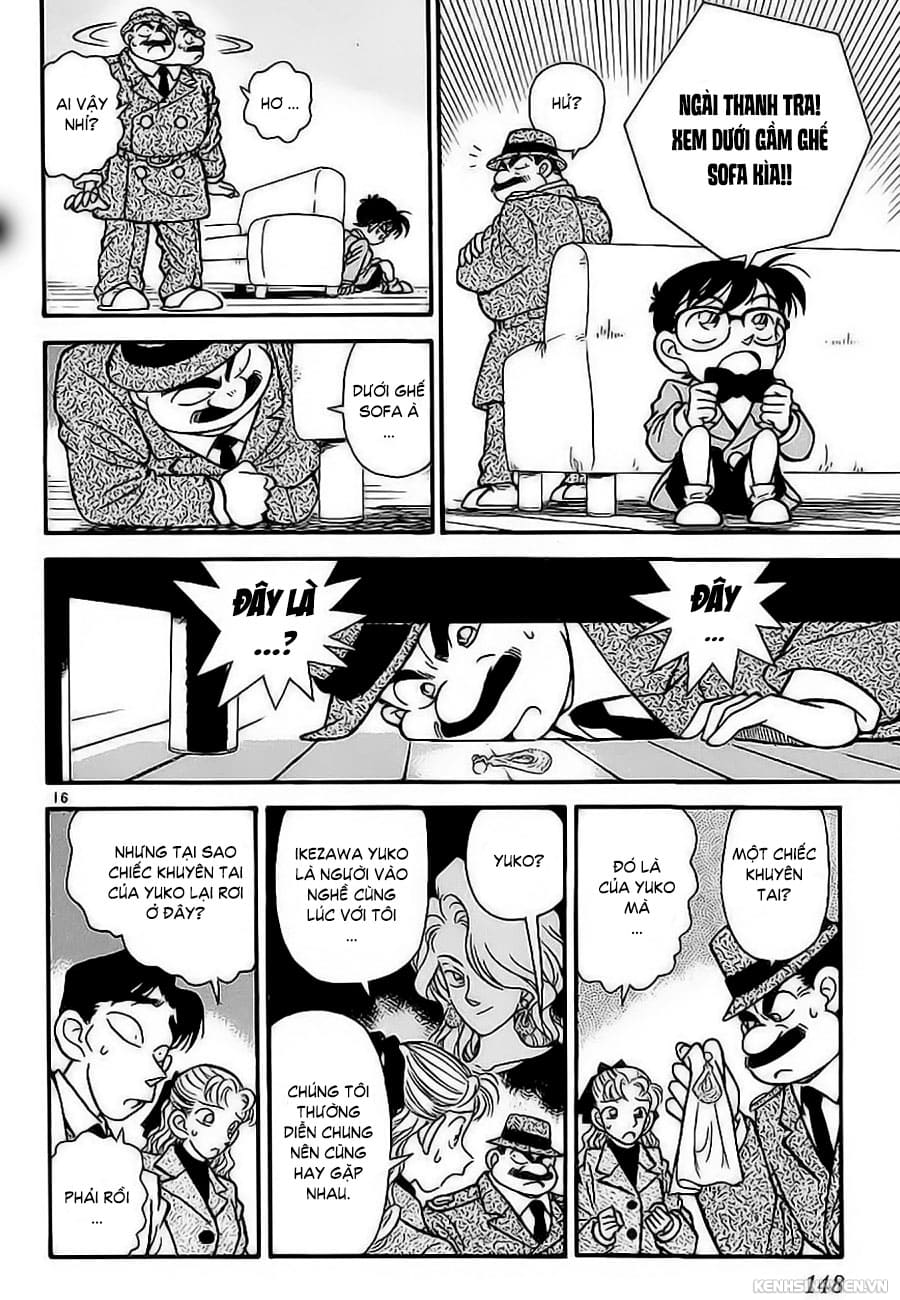 NGÀI THANH TRA!
XEM DƯỚI GẦM GHẾ
SOFA KÌA!!
HỬ?
HƠ ...
AI VẬY
NHỈ?
DƯỚI GHẾ
SOFA À
...
ĐÂY
...
ĐÂY LÀ
...?
16
MỘT CHIẾC
KHUYÊN
TAI?
ĐÓ LÀ
CỦA YUKO
MÀ
...
YUKO?
IKEZAWA YUKO
LÀ NGƯỜI VÀO
NGHỀ CÙNG
LÚC VỚI TÔI
...
CHÚNG TÔI
THƯỜNG
DIỄN CHUNG
NÊN CŨNG
HAY GẶP
NHAU.
NHƯNG TẠI SAO
CHIẾC KHUYÊN TAI
CỦA YUKO LẠI RƠI
Ở ĐÂY?
PHẢI RỒI
...
148